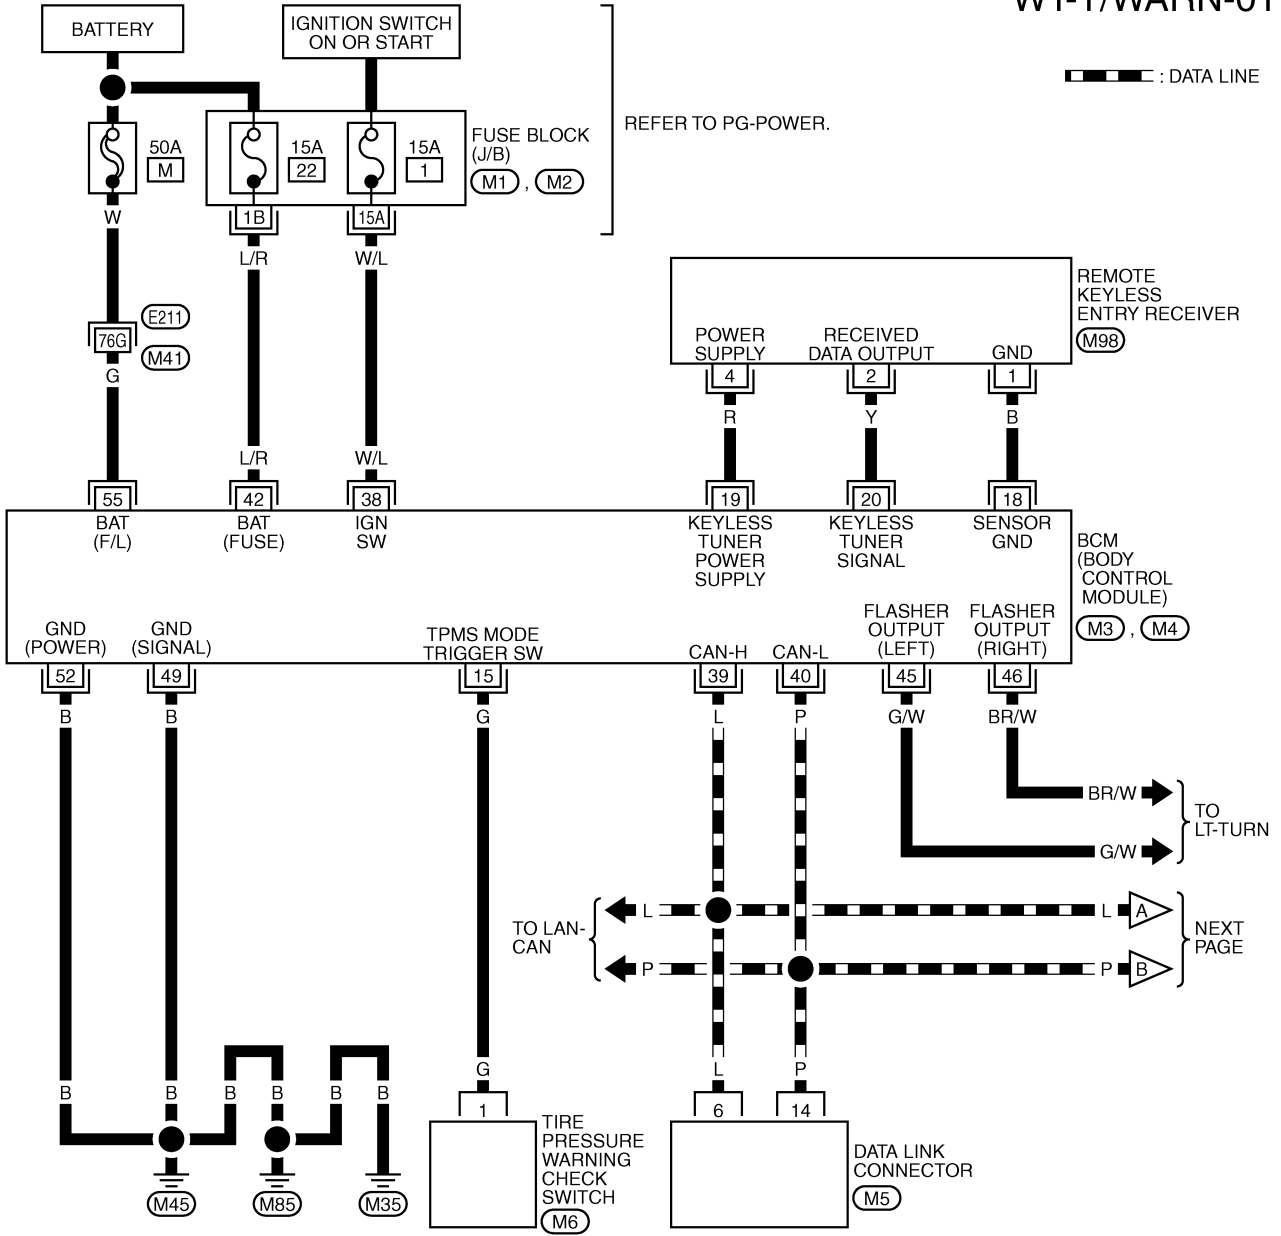 BATTERY
IGNITION SWITCH
ON OR START
: DATA LINE
REFER TO PG-POWER.
50A
M
15A
22
15A
1
FUSE BLOCK
(J/B)
M1 , M2
W
1B
15A
L/R
W/L
E211
76G
M41
G
L/R
W/L
REMOTE
KEYLESS
ENTRY RECEIVER
M98
POWER
SUPPLY
RECEIVED
DATA OUTPUT
GND
4
2
1
R
Y
B
55
42
38
19
20
18
BAT
(F/L)
BAT
(FUSE)
IGN
SW
KEYLESS
TUNER
POWER
SUPPLY
KEYLESS
TUNER
SIGNAL
SENSOR
GND
BCM
(BODY
CONTROL
MODULE)
M3 , M4
GND
(POWER)
GND
(SIGNAL)
TPMS MODE
TRIGGER SW
CAN-H
CAN-L
FLASHER
OUTPUT
(LEFT)
FLASHER
OUTPUT
(RIGHT)
52
49
15
39
40
45
46
B
B
G
L
P
G/W
BR/W
BR/W
G/W
TO
LT-TURN
TO LAN-
CAN
L
P
L
A
P
B
NEXT
PAGE
B
B
B
B
B
B
G
L
P
1
6
14
M45
M85
M35
TIRE
PRESSURE
WARNING
CHECK
SWITCH
M6
DATA LINK
CONNECTOR
M5